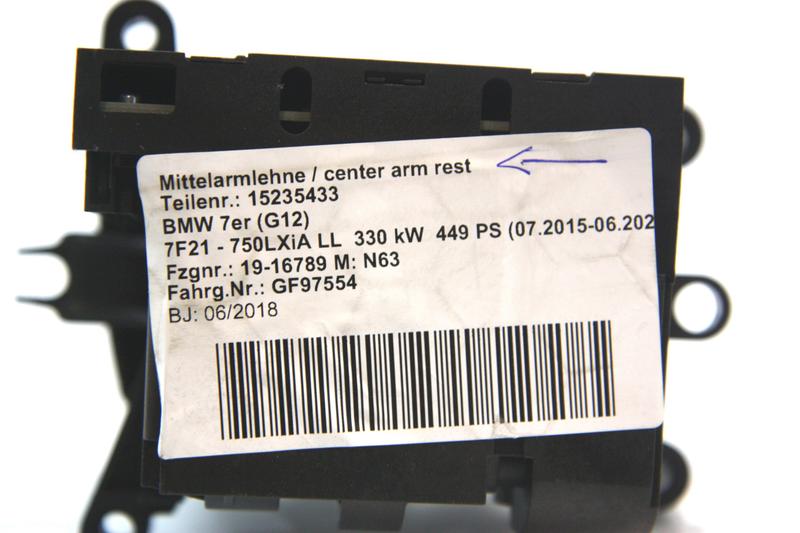 Mittelarmlehne / center arm rest
Teilenr.: 15235433
BMW 7er (G12)
7F21 - 750LXiA LL 330 kW 449 PS (07.2015-06.202
Fzgnr.: 19-16789 M: N63
Fahrg.Nr.: GF97554
BJ: 06/2018